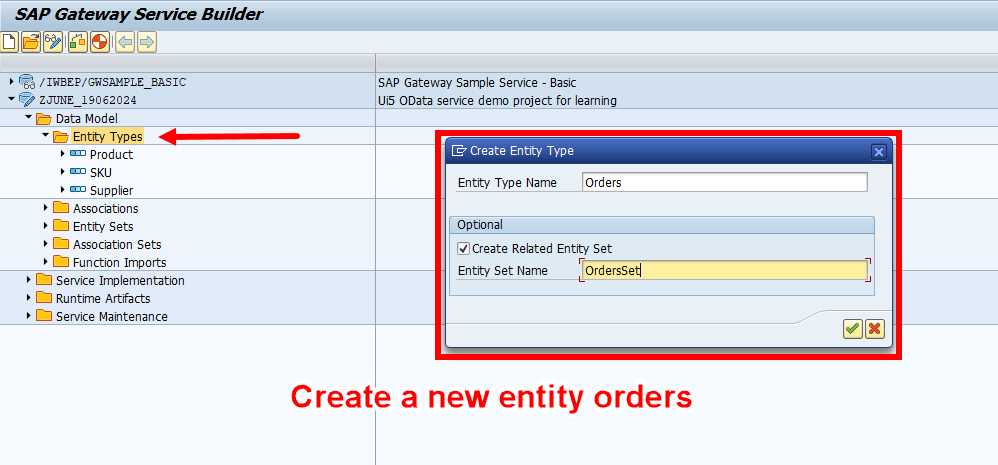 SAP Gateway Service Builder
/IWBEP/GWSAMPLE_BASIC SAP Gateway Sample Service - Basic
ZJUNE_19062024 Ui5 OData service demo project for learning
Data Model
Entity Types
Product
SKU
Supplier
Associations
Entity Sets
Association Sets
Function Imports
Service Implementation
Runtime Artifacts
Service Maintenance
Create Entity Type
Entity Type Name Orders
Optional
Create Related Entity Set
Entity Set Name OrdersSet
Create a new entity orders